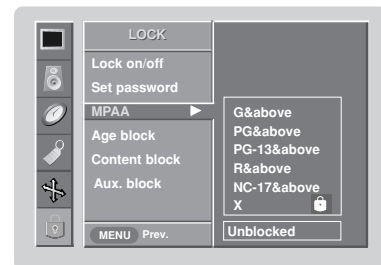 LOCK
Lock on/off
Set password
MPAA
Age block
Content block
Aux. block
MENU Prev.
G&above
PG&above
PG-13&above
R&above
NC-17&above
X
Unblocked